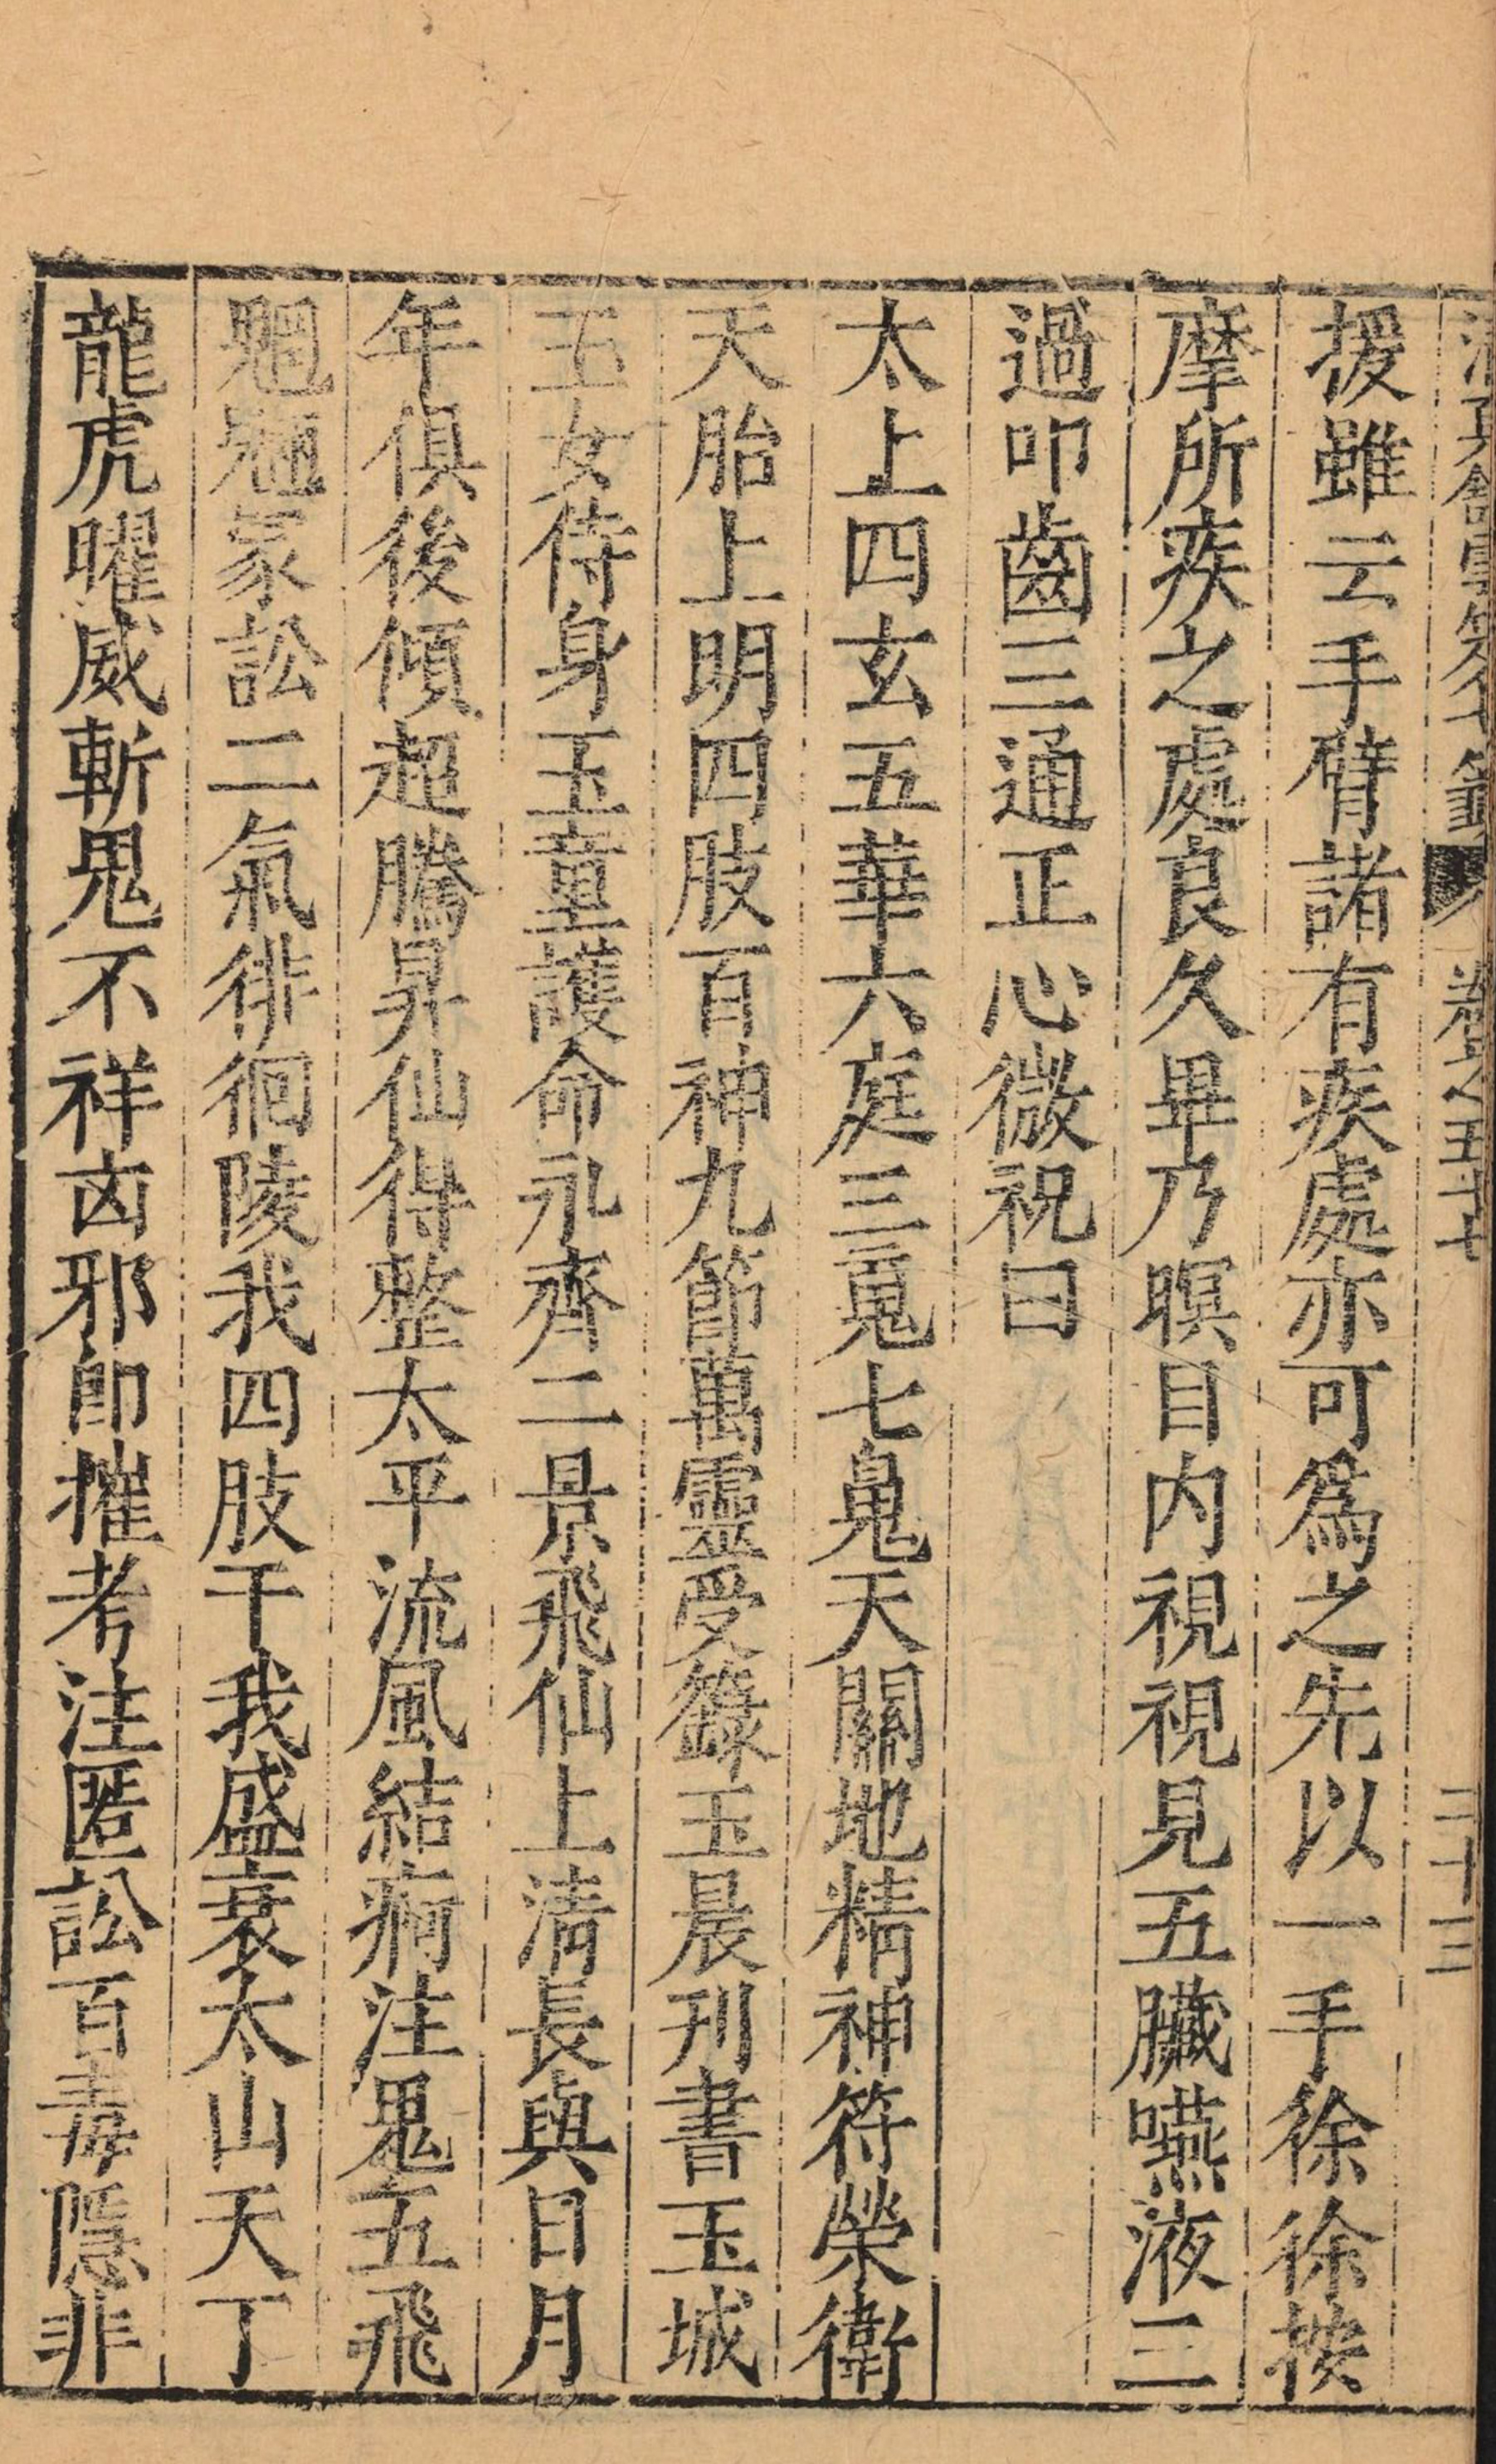 清眞舘雲笈七籤 卷之五十七 二十三
援雖云手臂諸有疾處亦可爲之先以一手徐徐按
摩所疾之處良久畢乃暝目内視視見五臟嚥液三
過叩齒三通正心微祝曰
太上四玄五華六庭三䰟七䰟天關地精神符榮衛
天胎上明四肢百神九節萬靈受籙玉晨刋書玉城
玉女侍身玉童護命永齊二景飛仙上清長與日月
年俱後傾超騰昇仙得整太平流風結痾注鬼五飛
魍魎冢訟二氣徘徊陵我四肢干我盛衰太山天丁
龍虎曜威斬鬼不祥凶邪即摧考注匿訟百毒隱非